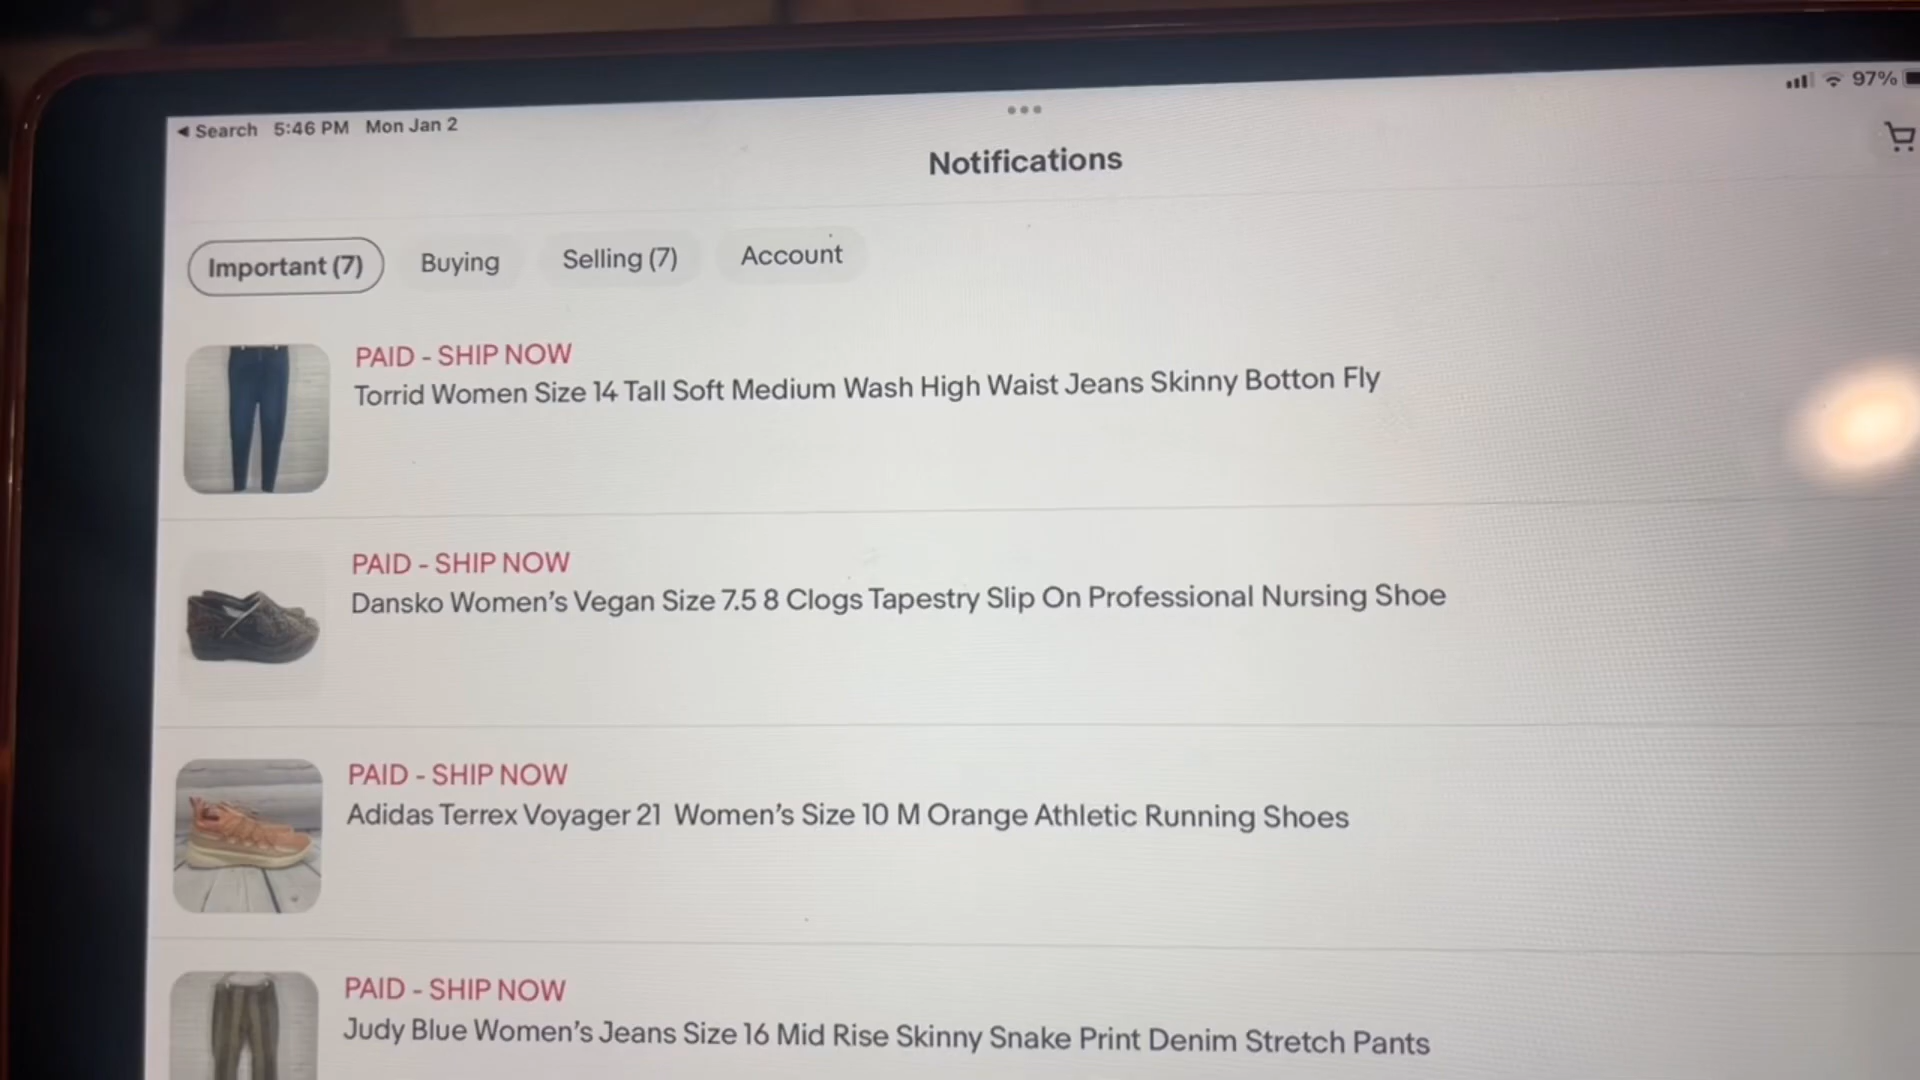 ◄ Search 5:46 PM Mon Jan 2
97%
Notifications
Important (7) Buying Selling (7) Account
PAID - SHIP NOW
Torrid Women Size 14 Tall Soft Medium Wash High Waist Jeans Skinny Botton Fly
PAID - SHIP NOW
Dansko Women's Vegan Size 7.5 8 Clogs Tapestry Slip On Professional Nursing Shoe
PAID - SHIP NOW
Adidas Terrex Voyager 21 Women's Size 10 M Orange Athletic Running Shoes
PAID - SHIP NOW
Judy Blue Women's Jeans Size 16 Mid Rise Skinny Snake Print Denim Stretch Pants